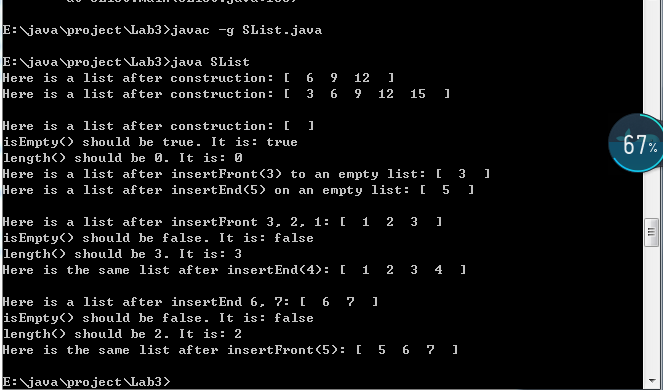 E:\java\project\Lab3>javac -g SList.java
E:\java\project\Lab3>java SList
Here is a list after construction: [  6  9  12  ]
Here is a list after construction: [  3  6  9  12  15  ]
Here is a list after construction: [  ]
isEmpty() should be true. It is: true
length() should be 0. It is: 0
Here is a list after insertFront(3) to an empty list: [  3  ]
Here is a list after insertEnd(5) on an empty list: [  5  ]
Here is a list after insertFront 3, 2, 1: [  1  2  3  ]
isEmpty() should be false. It is: false
length() should be 3. It is: 3
Here is the same list after insertEnd(4): [  1  2  3  4  ]
Here is a list after insertEnd 6, 7: [  6  7  ]
isEmpty() should be false. It is: false
length() should be 2. It is: 2
Here is the same list after insertFront(5): [  5  6  7  ]
E:\java\project\Lab3>
67%